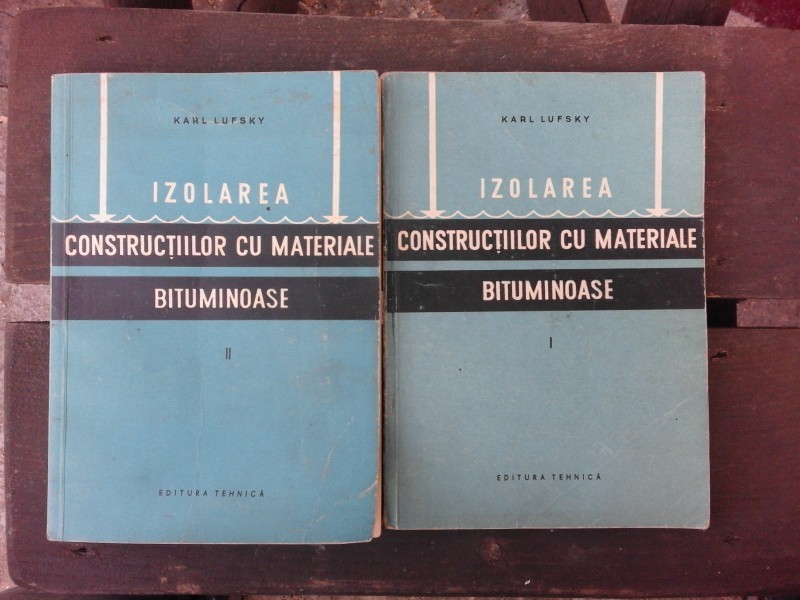 KARL LUFSKY
IZOLAREA
CONSTRUCȚIILOR CU MATERIALE
BITUMINOASE
II
EDITURA TEHNICĂ
KARL LUFSKY
IZOLAREA
CONSTRUCȚIILOR CU MATERIALE
BITUMINOASE
I
EDITURA TEHNICĂ